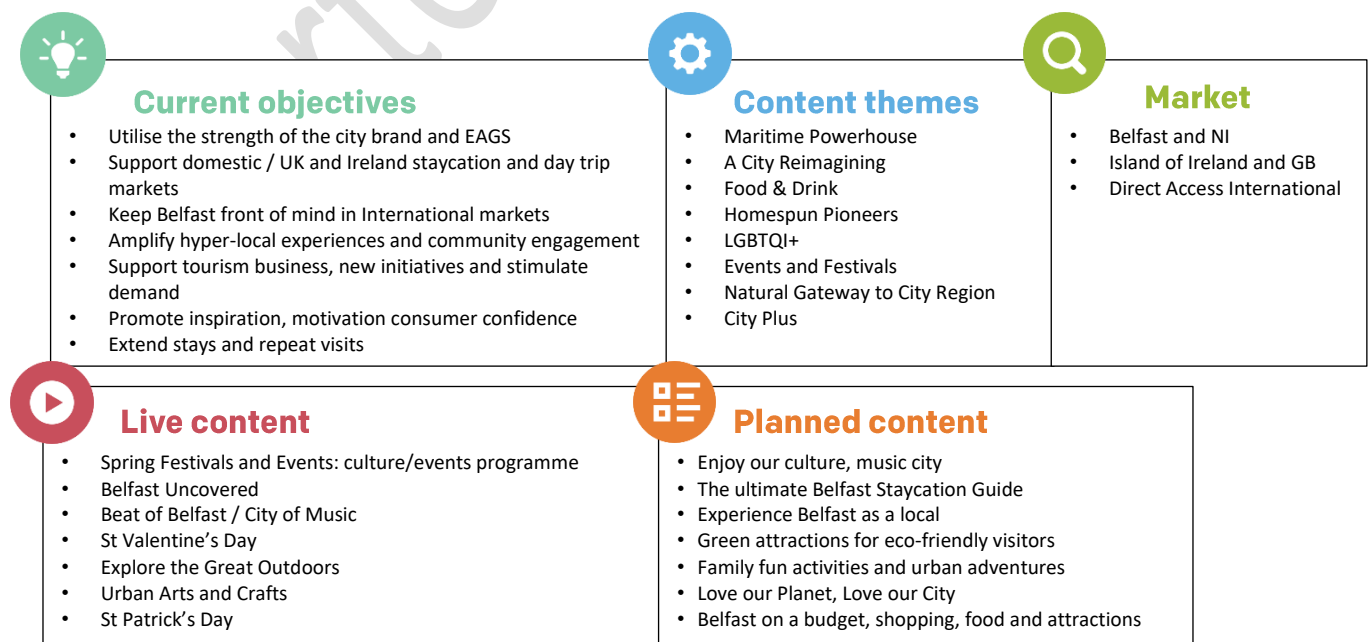 Current objectives
• Utilise the strength of the city brand and EAGS
• Support domestic / UK and Ireland staycation and day trip
markets
• Keep Belfast front of mind in International markets
• Amplify hyper-local experiences and community engagement
• Support tourism business, new initiatives and stimulate
demand
• Promote inspiration, motivation consumer confidence
• Extend stays and repeat visits
Content themes
• Maritime Powerhouse
• A City Reimagining
• Food & Drink
• Homespun Pioneers
• LGBTQI+
• Events and Festivals
• Natural Gateway to City Region
• City Plus
Market
• Belfast and NI
• Island of Ireland and GB
• Direct Access International
Live content
• Spring Festivals and Events: culture/events programme
• Belfast Uncovered
• Beat of Belfast / City of Music
• St Valentine’s Day
• Explore the Great Outdoors
• Urban Arts and Crafts
• St Patrick’s Day
Planned content
• Enjoy our culture, music city
• The ultimate Belfast Staycation Guide
• Experience Belfast as a local
• Green attractions for eco-friendly visitors
• Family fun activities and urban adventures
• Love our Planet, Love our City
• Belfast on a budget, shopping, food and attractions